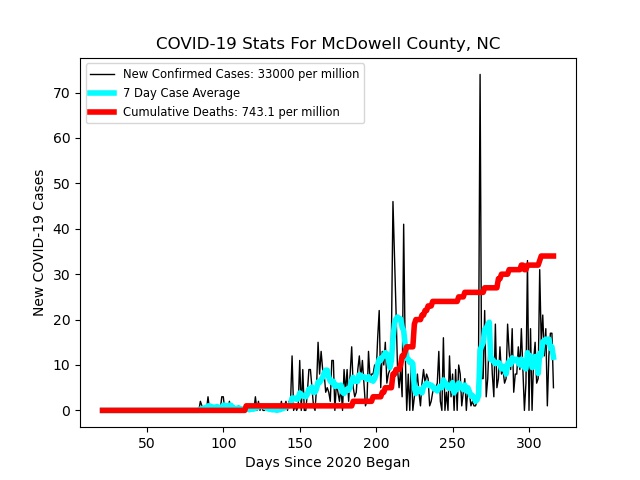 COVID-19 Stats For McDowell County, NC
New Confirmed Cases: 33000 per million
7 Day Case Average
Cumulative Deaths: 743.1 per million
New COVID-19 Cases
70
60
50
40
30
20
10
0
50 100 150 200 250 300
Days Since 2020 Began